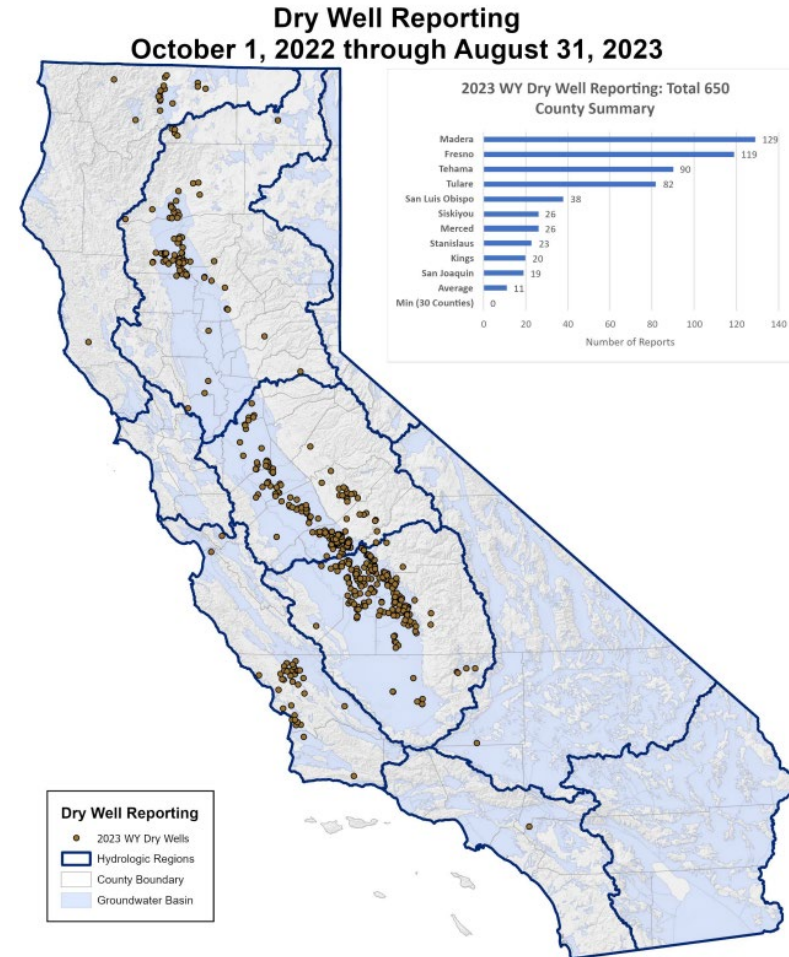 Dry Well Reporting
October 1, 2022 through August 31, 2023
2023 WY Dry Well Reporting: Total 650
County Summary
Madera 129
Fresno 119
Tehama 90
Tulare 82
San Luis Obispo 38
Siskiyou 26
Merced 26
Stanislaus 23
Kings 20
San Joaquin 19
Average 11
Min (30 Counties) 0
0 20 40 60 80 100 120 140
Number of Reports
Dry Well Reporting
2023 WY Dry Wells
Hydrologic Regions
County Boundary
Groundwater Basin